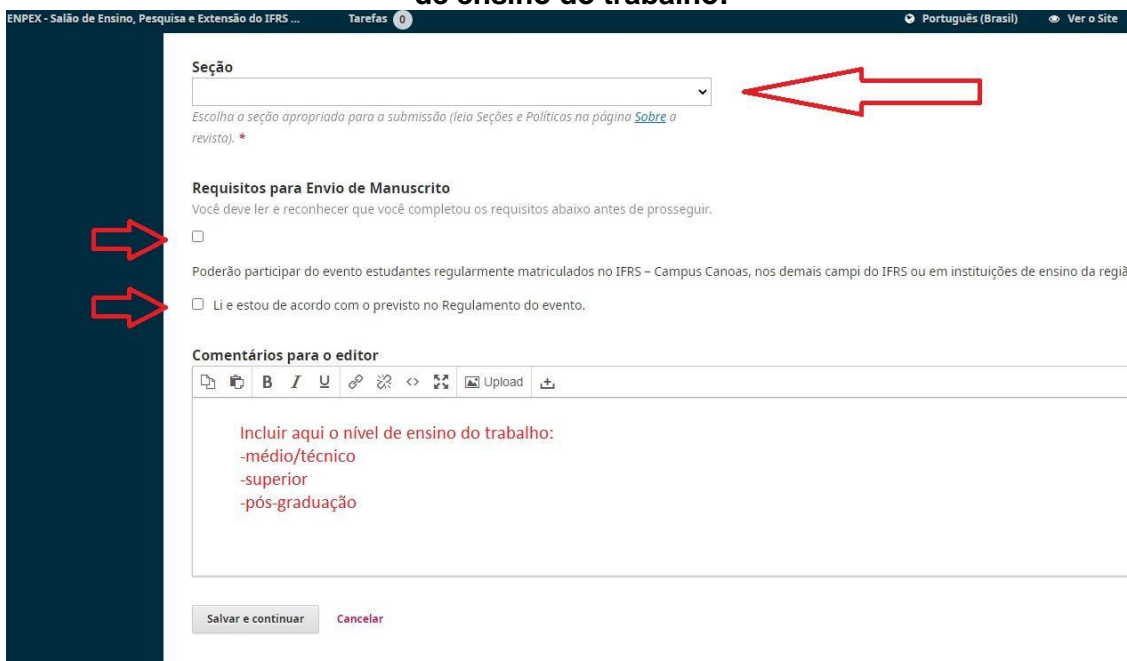 de ensino do trabalho:
ENPEX - Salão de Ensino, Pesquisa e Extensão do IFRS ... Tarefas 0 Português (Brasil) Ver o Site
Seção
Escolha a seção apropriada para a submissão (leia Seções e Políticas na página Sobre a
revista). *
Requisitos para Envio de Manuscrito
Você deve ler e reconhecer que você completou os requisitos abaixo antes de prosseguir.
Poderão participar do evento estudantes regularmente matriculados no IFRS – Campus Canoas, nos demais campi do IFRS ou em instituições de ensino da regiã
Li e estou de acordo com o previsto no Regulamento do evento.
Comentários para o editor
B I U Upload
Incluir aqui o nível de ensino do trabalho:
-médio/técnico
-superior
-pós-graduação
Salvar e continuar Cancelar